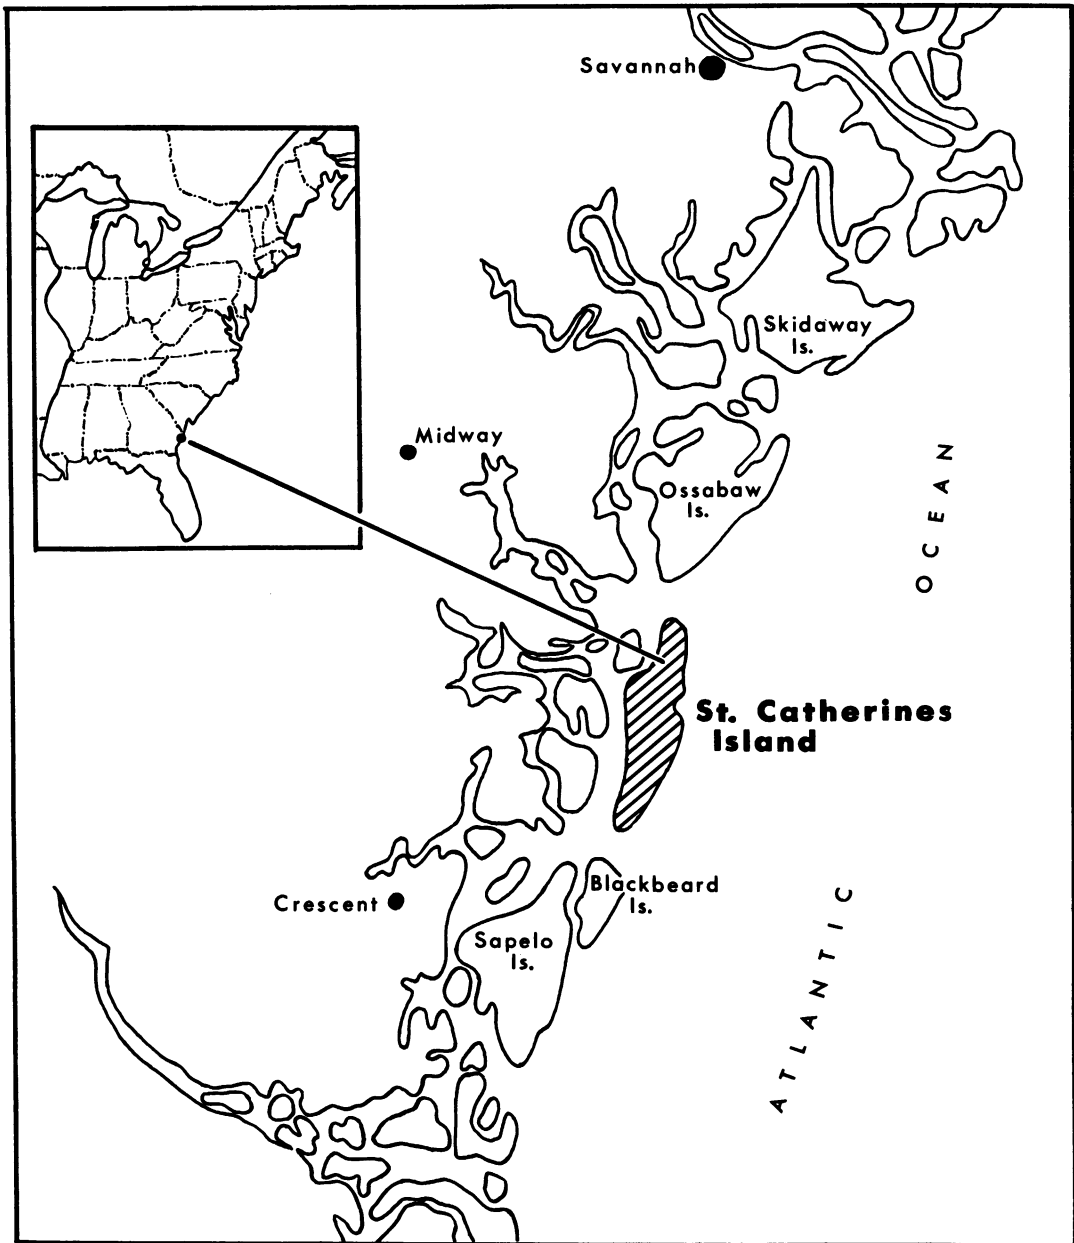 Savannah
Skidaway
Is.
Midway
Ossabaw
Is.
OCEAN
St. Catherines
Island
Blackbeard
Is.
Crescent
Sapelo
Is.
ATLANTIC